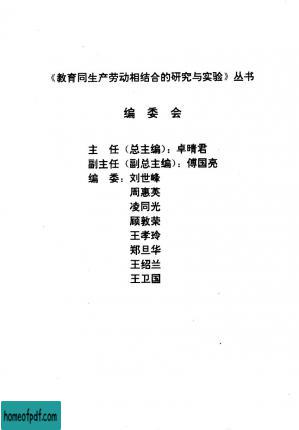 《教育同生产劳动相结合的研究与实验》丛书
编 委 会
主 任（总主编）：卓晴君
副主任（副总主编）：傅国亮
编 委：刘世峰
周惠英
凌同光
顾敦荣
王孝玲
郑旦华
王绍兰
王卫国
homeofpdf.com